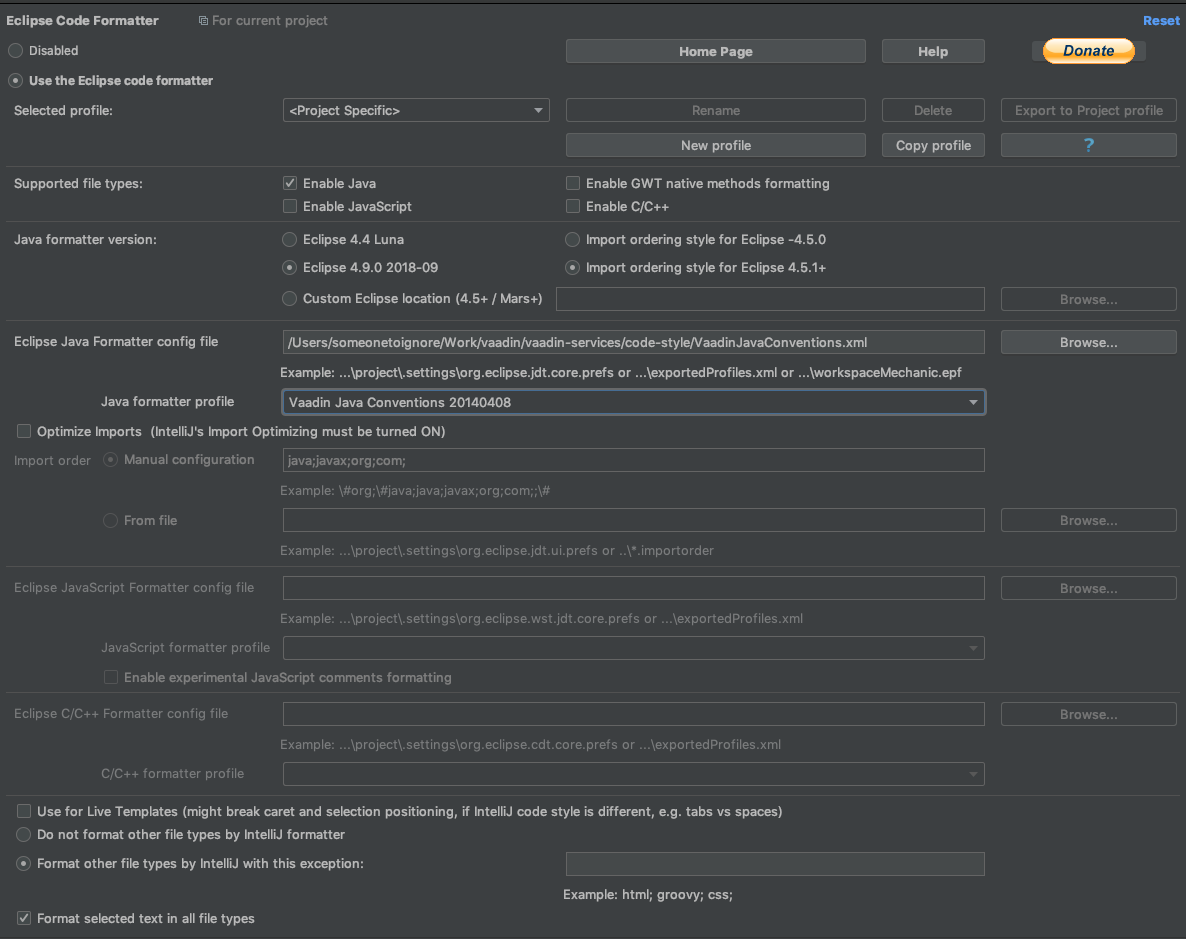 Eclipse Code Formatter For current project Reset
Disabled Home Page Help Donate
Use the Eclipse code formatter
Selected profile: <Project Specific> Rename Delete Export to Project profile
New profile Copy profile ?
Supported file types: Enable Java Enable GWT native methods formatting
Enable JavaScript Enable C/C++
Java formatter version: Eclipse 4.4 Luna Import ordering style for Eclipse -4.5.0
Eclipse 4.9.0 2018-09 Import ordering style for Eclipse 4.5.1+
Custom Eclipse location (4.5+ / Mars+) Browse...
Eclipse Java Formatter config file /Users/someonetoignore/Work/vaadin/vaadin-services/code-style/VaadinJavaConventions.xml Browse...
Example: ...\project\.settings\org.eclipse.jdt.core.prefs or ...\exportedProfiles.xml or ...\workspaceMechanic.epf
Java formatter profile Vaadin Java Conventions 20140408
Optimize Imports (IntelliJ's Import Optimizing must be turned ON)
Import order Manual configuration java;javax;org;com;
Example: \#org;\#java;java;javax;org;com;;\#
From file Browse...
Example: ...\project\.settings\org.eclipse.jdt.ui.prefs or ..\*.importorder
Eclipse JavaScript Formatter config file Browse...
Example: ...\project\.settings\org.eclipse.wst.jdt.core.prefs or ...\exportedProfiles.xml
JavaScript formatter profile
Enable experimental JavaScript comments formatting
Eclipse C/C++ Formatter config file Browse...
Example: ...\project\.settings\org.eclipse.cdt.core.prefs or ...\exportedProfiles.xml
C/C++ formatter profile
Use for Live Templates (might break caret and selection positioning, if IntelliJ code style is different, e.g. tabs vs spaces)
Do not format other file types by IntelliJ formatter
Format other file types by IntelliJ with this exception:
Example: html; groovy; css;
Format selected text in all file types